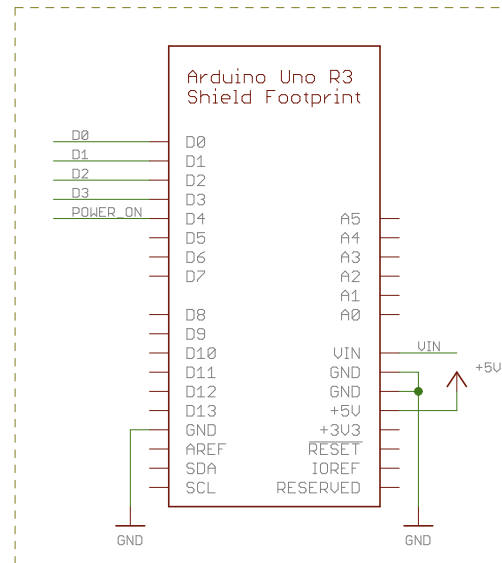 Arduino Uno R3
Shield Footprint
D0
D1
D2
D3
POWER_ON
D0
D1
D2
D3
D4
D5
D6
D7
D8
D9
D10
D11
D12
D13
GND
AREF
SDA
SCL
A5
A4
A3
A2
A1
A0
VIN
GND
GND
+5V
+3V3
RESET
IOREF
RESERVED
VIN
+5V
GND
GND